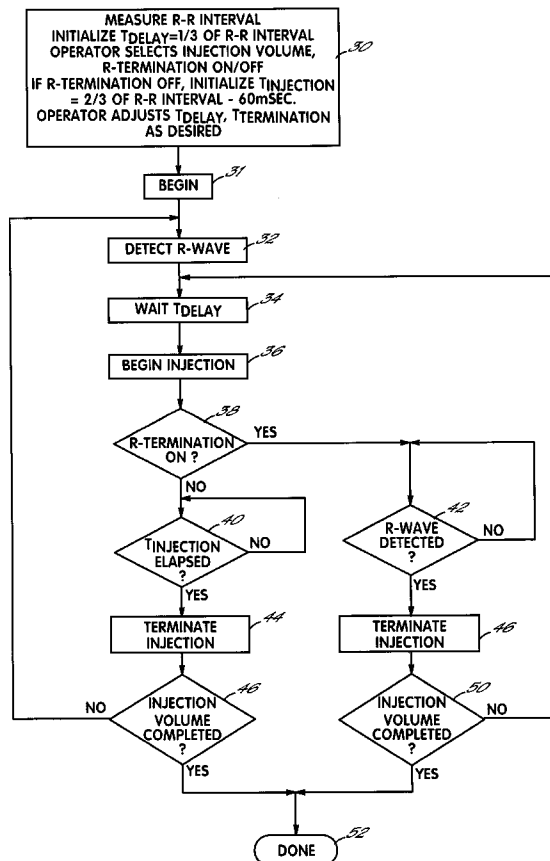 MEASURE R-R INTERVAL
INITIALIZE TDELAY=1/3 OF R-R INTERVAL
OPERATOR SELECTS INJECTION VOLUME,
R-TERMINATION ON/OFF
IF R-TERMINATION OFF, INITIALIZE TINJECTION
= 2/3 OF R-R INTERVAL - 60mSEC.
OPERATOR ADJUSTS TDELAY, TTERMINATION
AS DESIRED
30
BEGIN
31
DETECT R-WAVE
32
WAIT TDELAY
34
BEGIN INJECTION
36
R-TERMINATION
ON ?
38
YES
NO
TINJECTION
ELAPSED
?
40
NO
YES
R-WAVE
DETECTED
?
42
NO
YES
TERMINATE
INJECTION
44
TERMINATE
INJECTION
46
INJECTION
VOLUME
COMPLETED
?
46
NO
YES
INJECTION
VOLUME
COMPLETED
?
50
NO
YES
DONE
52